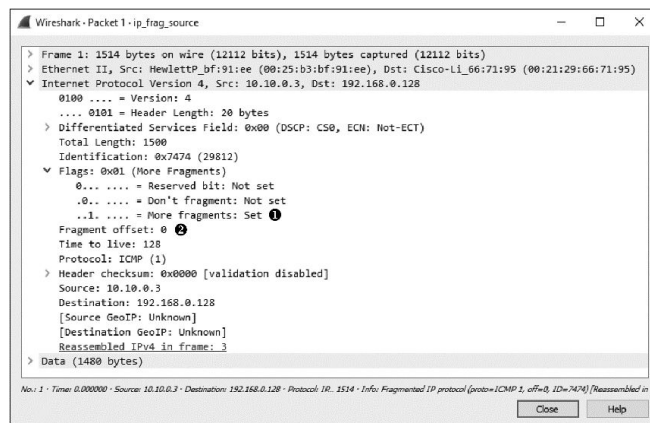 Wireshark · Packet 1 · ip_frag_source
Frame 1: 1514 bytes on wire (12112 bits), 1514 bytes captured (12112 bits)
Ethernet II, Src: HewlettP_bf:91:ee (00:25:b3:bf:91:ee), Dst: Cisco-Li_66:71:95 (00:21:29:66:71:95)
Internet Protocol Version 4, Src: 10.10.0.3, Dst: 192.168.0.128
0100 .... = Version: 4
.... 0101 = Header Length: 20 bytes
Differentiated Services Field: 0x00 (DSCP: CS0, ECN: Not-ECT)
Total Length: 1500
Identification: 0x7474 (29812)
Flags: 0x01 (More Fragments)
0... .... = Reserved bit: Not set
.0.. .... = Don't fragment: Not set
..1. .... = More fragments: Set ❶
Fragment offset: 0 ❷
Time to live: 128
Protocol: ICMP (1)
Header checksum: 0x0000 [validation disabled]
Source: 10.10.0.3
Destination: 192.168.0.128
[Source GeoIP: Unknown]
[Destination GeoIP: Unknown]
Reassembled IPv4 in frame: 3
Data (1480 bytes)
No.: 1 · Time: 0.000000 · Source: 10.10.0.3 · Destination: 192.168.0.128 · Protocol: IP... 1514 · Info: Fragmented IP protocol (proto=ICMP 1, off=0, ID=7474) [Reassembled in
Close
Help